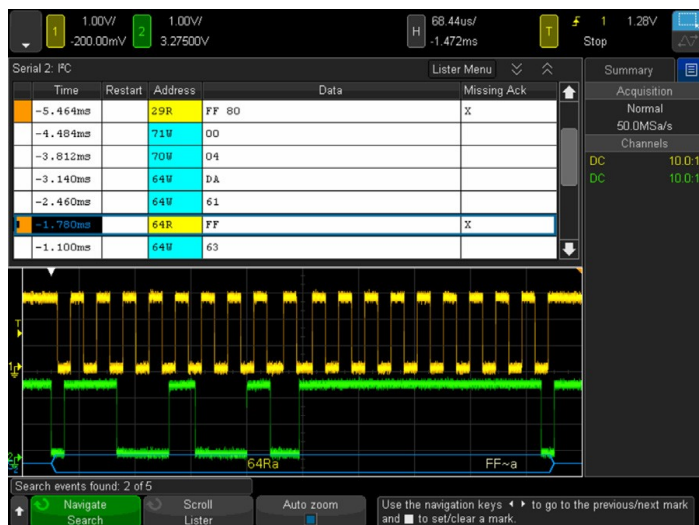 1 1.00V/ 2 1.00V/ H 68.44us/ T 1 1.28V
-200.00mV 3.27500V -1.472ms Stop
Serial 2: I²C Lister Menu Summary
Time Restart Address Data Missing Ack Acquisition
-5.464ms 29R FF 80 X Normal
-4.484ms 71W 00 50.0MSa/s
-3.812ms 70W 04 Channels
-3.140ms 64W DA DC 10.0:1
-2.460ms 64W 61 DC 10.0:1
-1.780ms 64R FF X
-1.100ms 64W 63
T
1
2
64Ra FF~a
Search events found: 2 of 5
Navigate Scroll Auto zoom Use the navigation keys to go to the previous/next mark
Search Lister and to set/clear a mark.